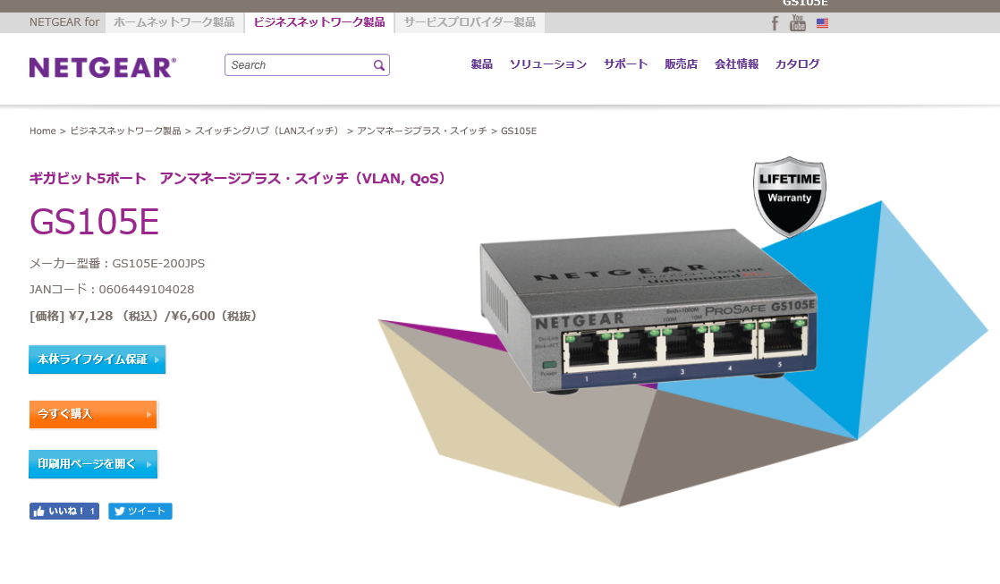 GS105E
NETGEAR for ホームネットワーク製品 ビジネスネットワーク製品 サービスプロバイダー製品
You Tube
NETGEAR®
Search
製品 ソリューション サポート 販売店 会社情報 カタログ
Home > ビジネスネットワーク製品 > スイッチングハブ（LANスイッチ） > アンマネージプラス・スイッチ > GS105E
ギガビット5ポート アンマネージプラス・スイッチ（VLAN, QoS）
GS105E
メーカー型番：GS105E-200JPS
JANコード：0606449104028
[価格] ¥7,128 （税込）/¥6,600（税抜）
本体ライフタイム保証
今すぐ購入
印刷用ページを開く
いいね！ 1
ツイート
LIFETIME
Warranty
NETGEAR
GS105E
Unmanaged
NETGEAR
PROSAFE GS105E
Power
1 2 3 4 5